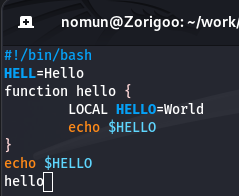 nomun@Zorigoo: ~/work/
#!/bin/bash
HELL=Hello
function hello {
        LOCAL HELLO=World
        echo $HELLO
}
echo $HELLO
hello